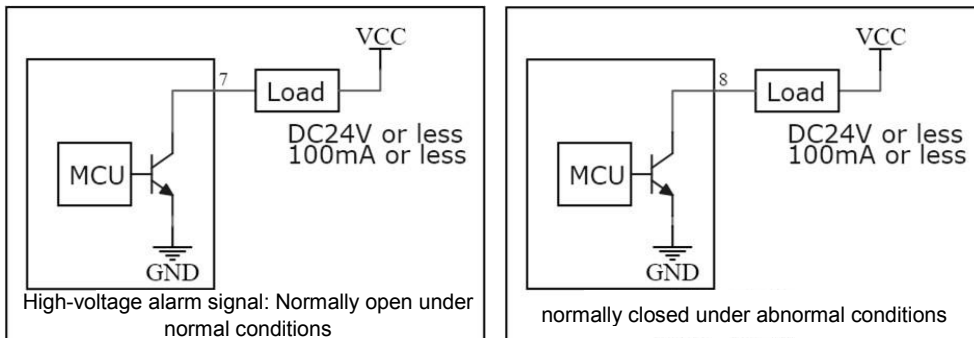 VCC
7
Load
DC24V or less
100mA or less
MCU
GND
High-voltage alarm signal: Normally open under
normal conditions
VCC
8
Load
DC24V or less
100mA or less
MCU
GND
normally closed under abnormal conditions